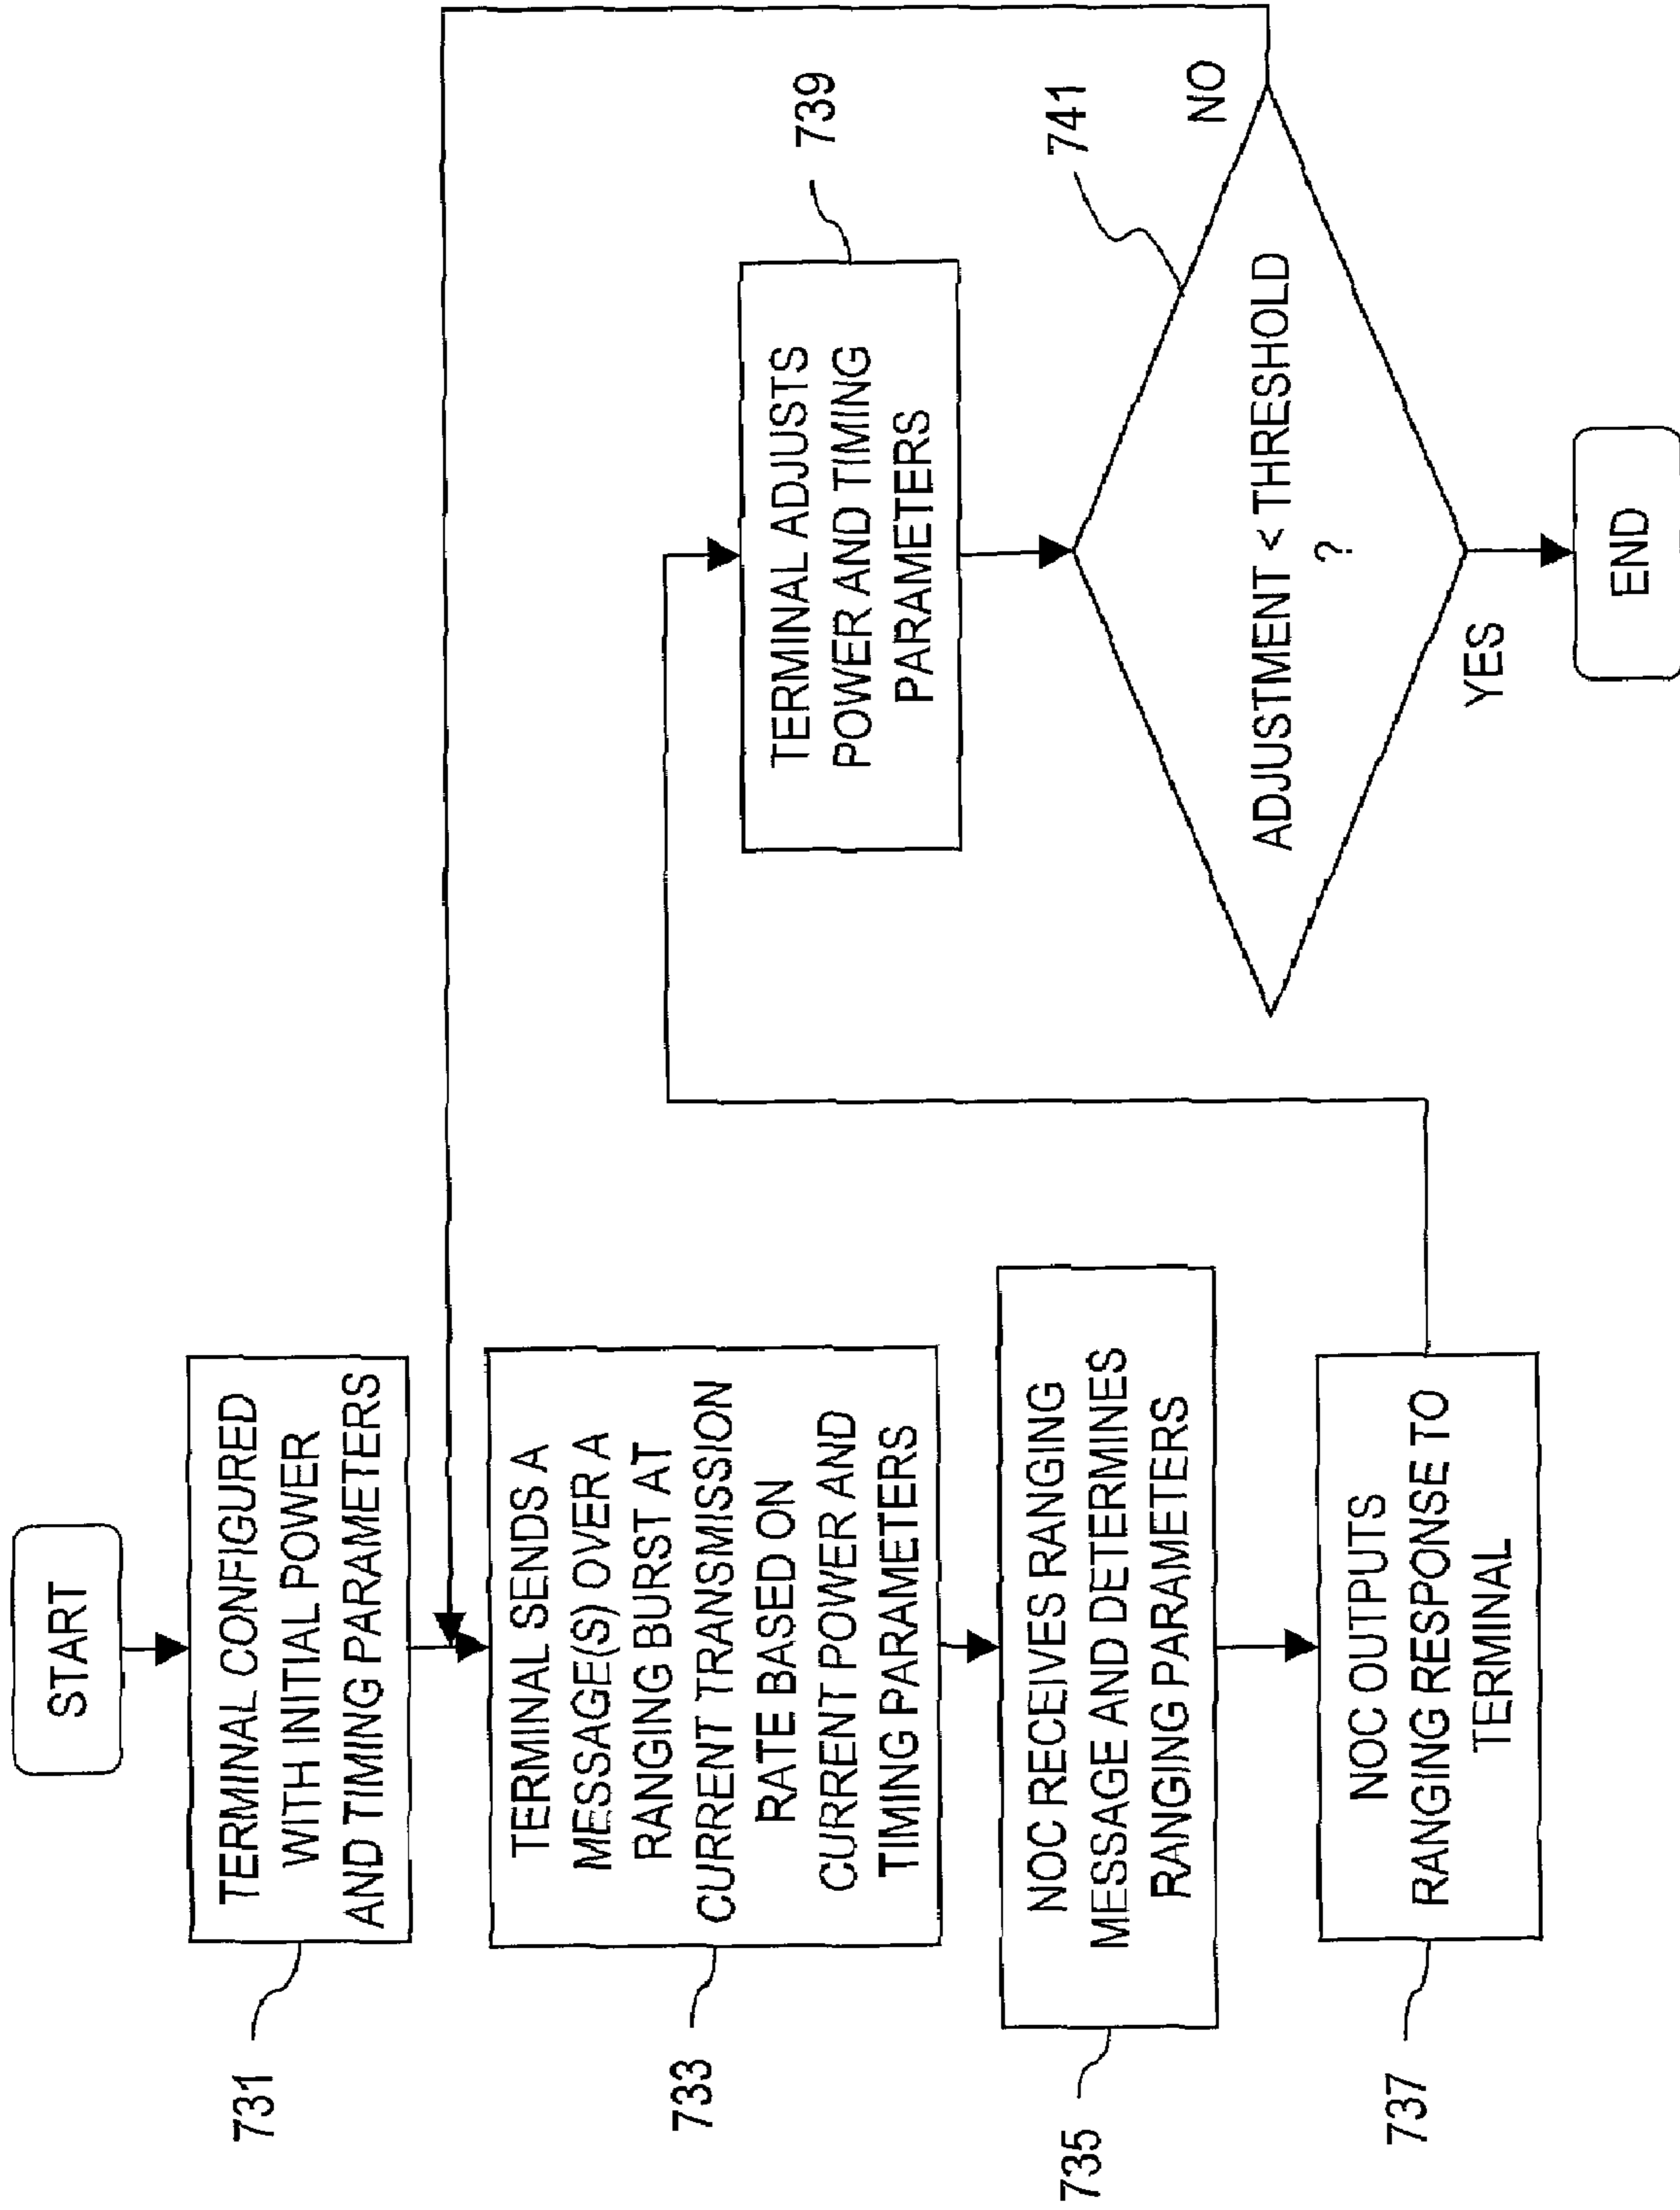 START
731
TERMINAL CONFIGURED
WITH INITIAL POWER
AND TIMING PARAMETERS
733
TERMINAL SENDS A
MESSAGE(S) OVER A
RANGING BURST AT
CURRENT TRANSMISSION
RATE BASED ON
CURRENT POWER AND
TIMING PARAMETERS
735
NOC RECEIVES RANGING
MESSAGE AND DETERMINES
RANGING PARAMETERS
737
NOC OUTPUTS
RANGING RESPONSE TO
TERMINAL
739
TERMINAL ADJUSTS
POWER AND TIMING
PARAMETERS
741
ADJUSTMENT < THRESHOLD
?
NO
YES
END